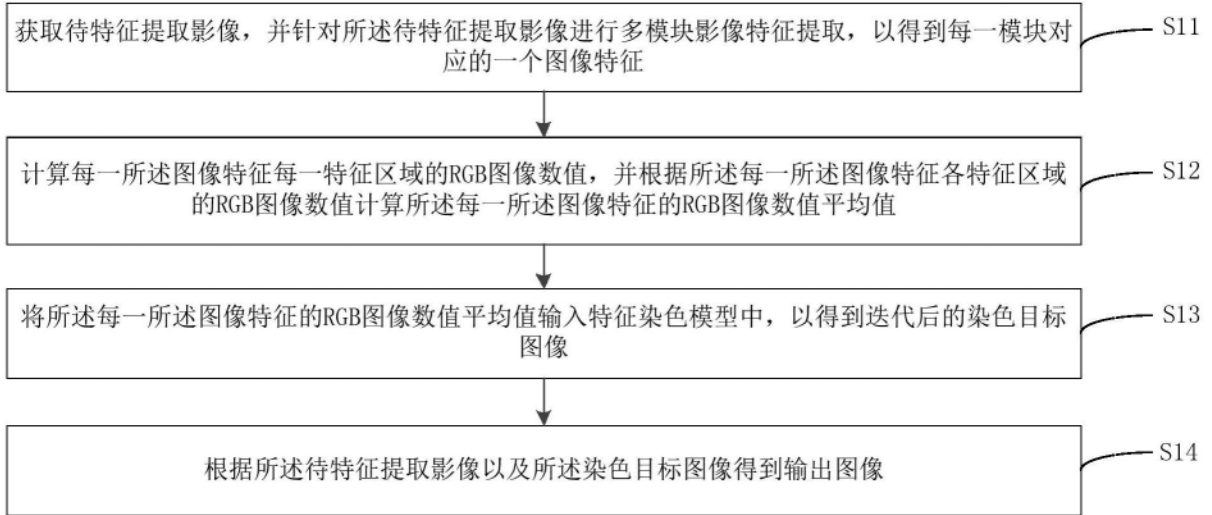 获取待特征提取影像，并针对所述待特征提取影像进行多模块影像特征提取，以得到每一模块对
应的一个图像特征
S11
计算每一所述图像特征每一特征区域的RGB图像数值，并根据所述每一所述图像特征各特征区域
的RGB图像数值计算所述每一所述图像特征的RGB图像数值平均值
S12
将所述每一所述图像特征的RGB图像数值平均值输入特征染色模型中，以得到迭代后的染色目标
图像
S13
根据所述待特征提取影像以及所述染色目标图像得到输出图像
S14